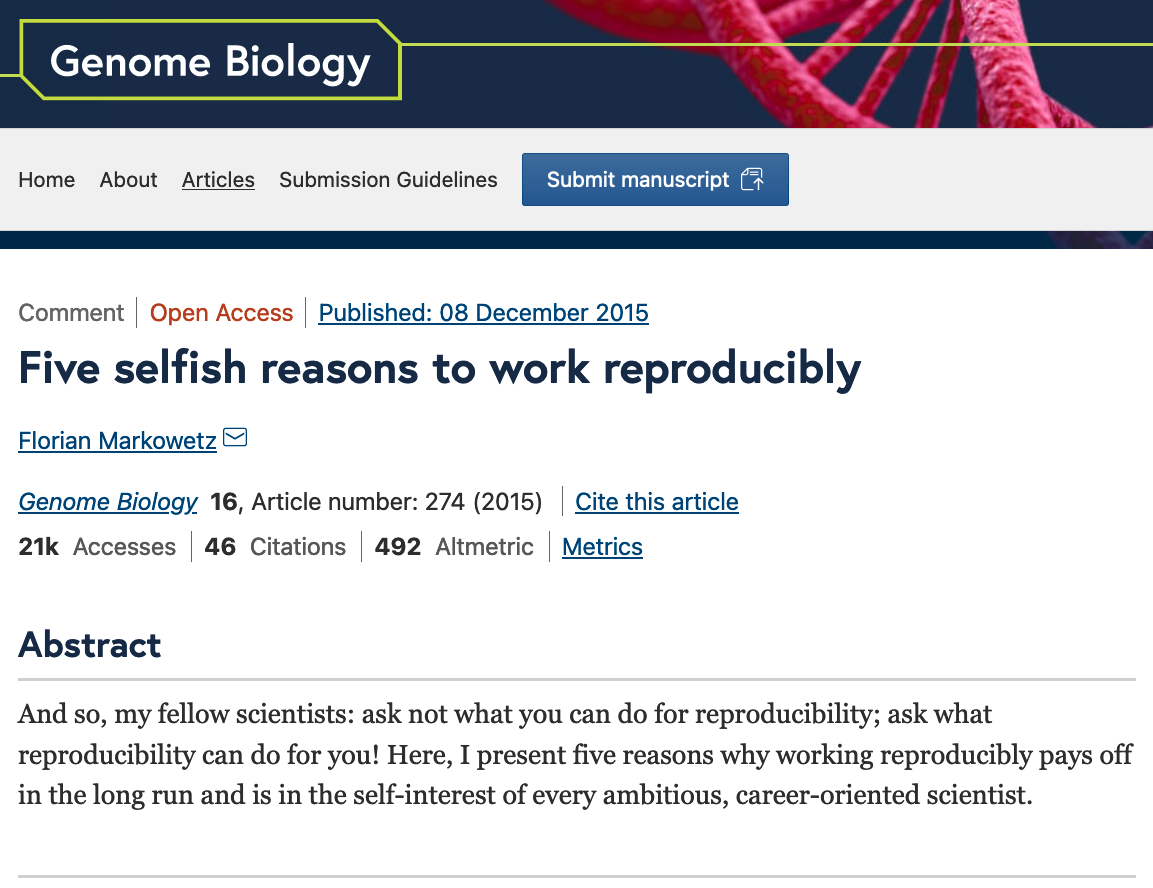 Genome Biology
Home About Articles Submission Guidelines Submit manuscript
Comment Open Access Published: 08 December 2015
Five selfish reasons to work reproducibly
Florian Markowetz
Genome Biology 16, Article number: 274 (2015) Cite this article
21k Accesses 46 Citations 492 Altmetric Metrics
Abstract
And so, my fellow scientists: ask not what you can do for reproducibility; ask what
reproducibility can do for you! Here, I present five reasons why working reproducibly pays off
in the long run and is in the self-interest of every ambitious, career-oriented scientist.